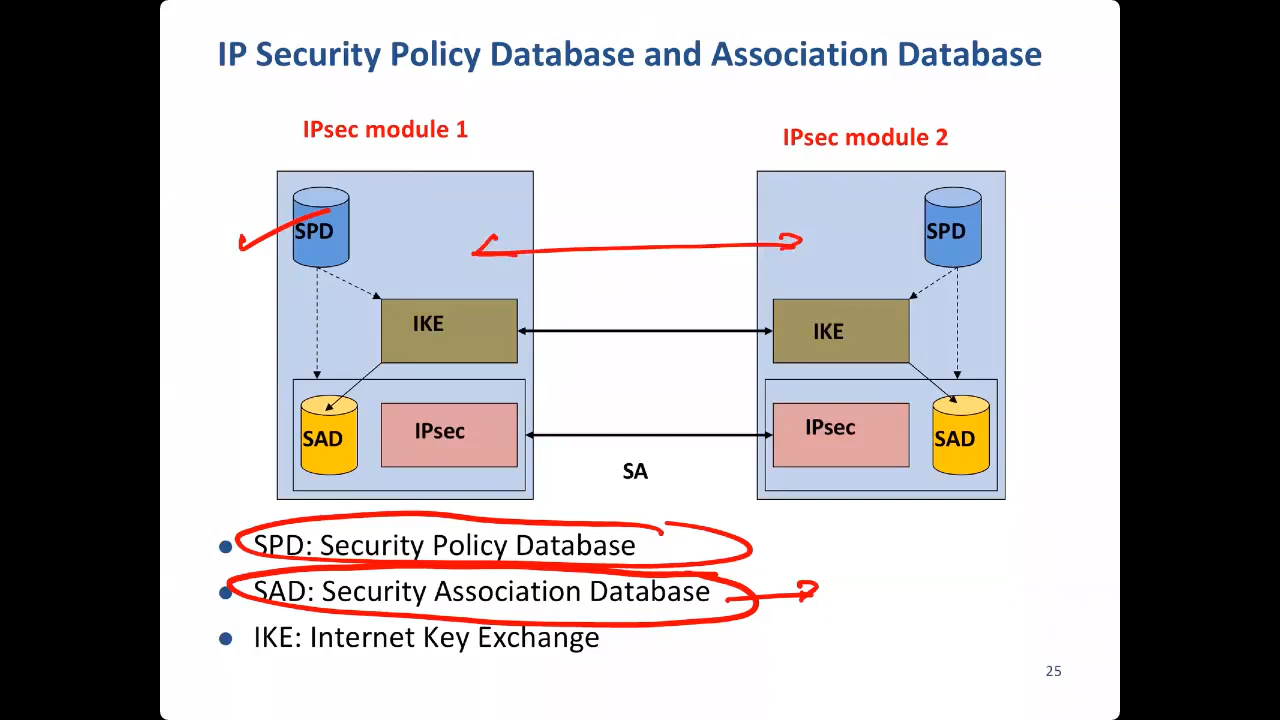 IP Security Policy Database and Association Database
IPsec module 1
IPsec module 2
SPD
SPD
IKE
IKE
SAD
IPsec
IPsec
SAD
SA
SPD: Security Policy Database
SAD: Security Association Database
IKE: Internet Key Exchange
25